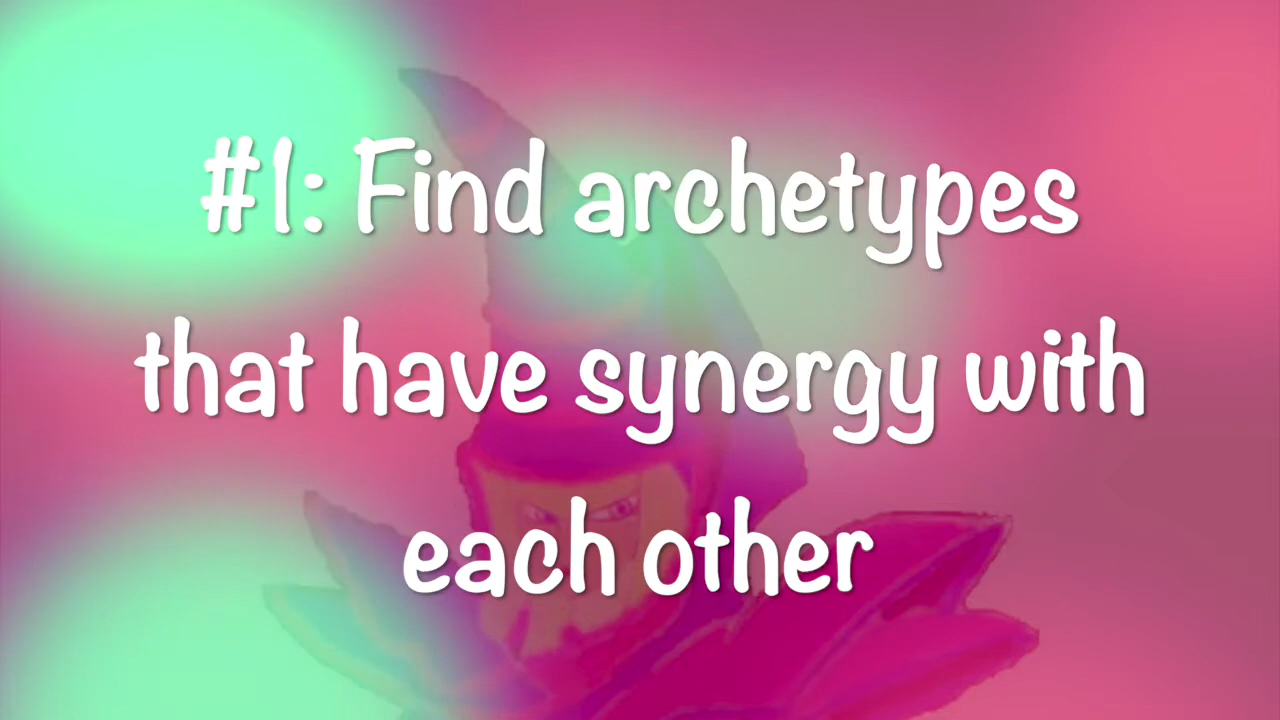 #1: Find archetypes
that have synergy with
each other